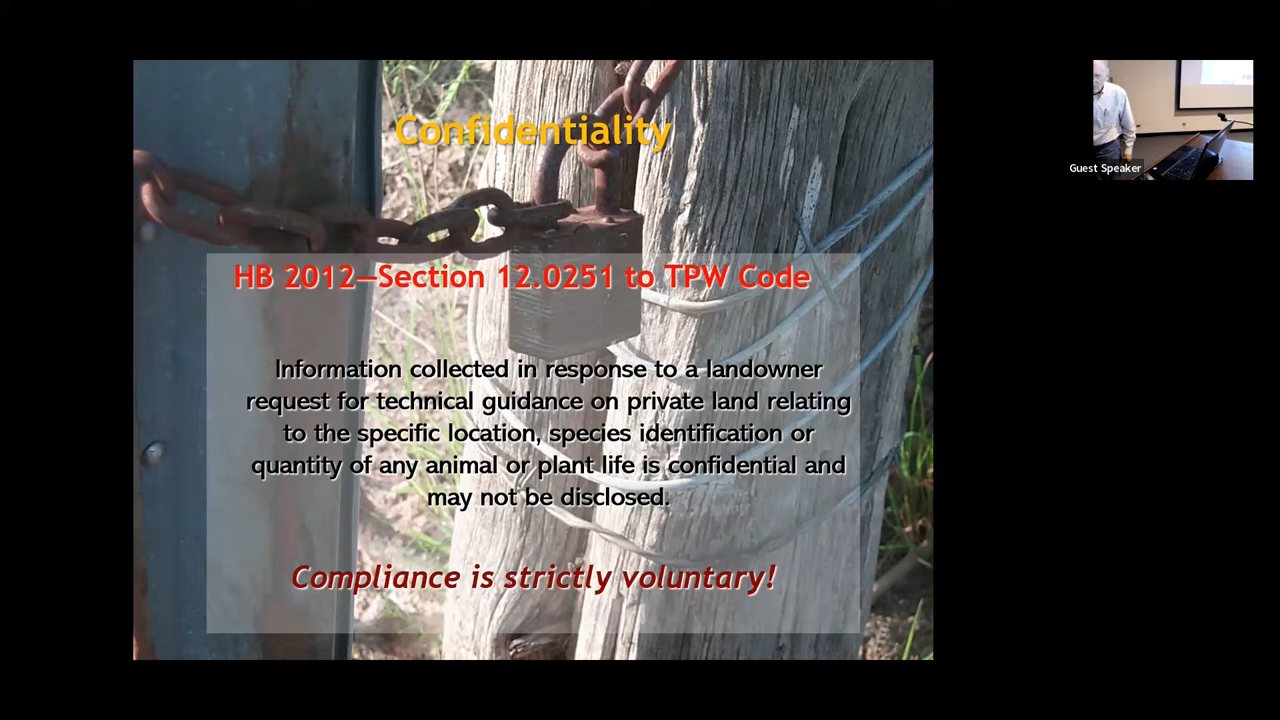 Confidentiality
HB 2012—Section 12.0251 to TPW Code
Information collected in response to a landowner
request for technical guidance on private land relating
to the specific location, species identification or
quantity of any animal or plant life is confidential and
may not be disclosed.
Compliance is strictly voluntary!
Guest Speaker